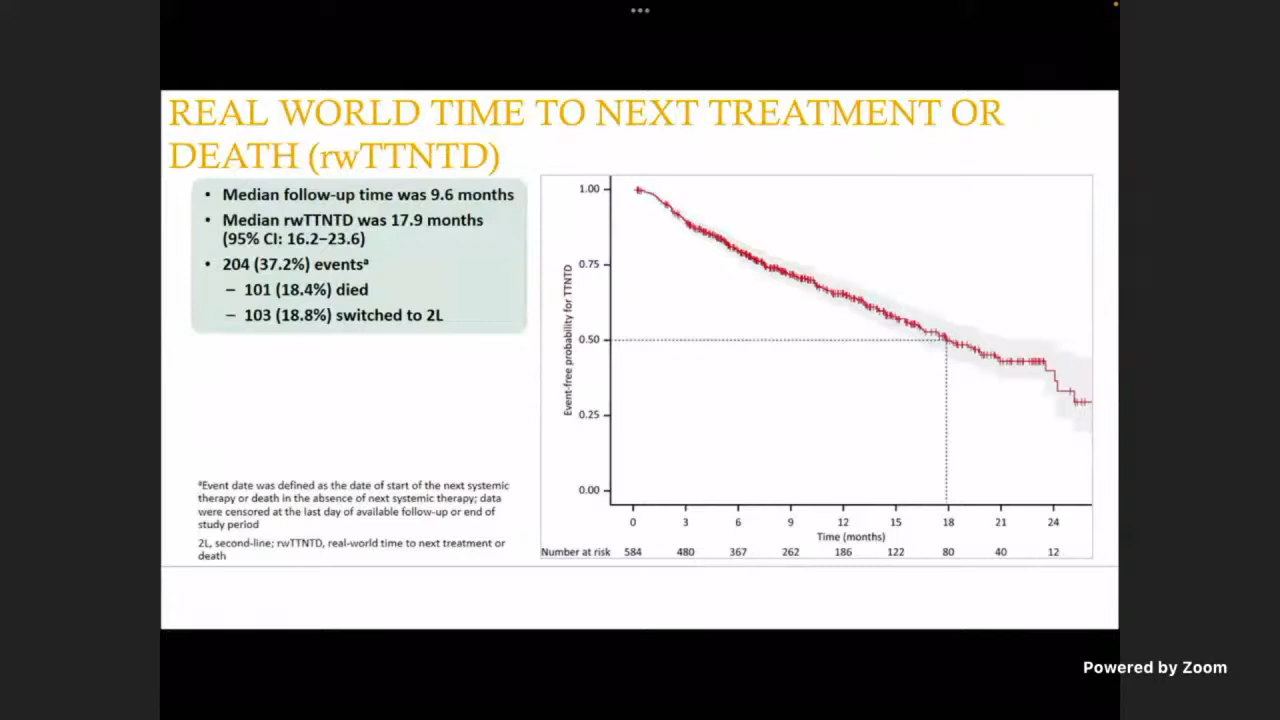 REAL WORLD TIME TO NEXT TREATMENT OR
DEATH (rwTTNTD)
• Median follow-up time was 9.6 months
• Median rwTTNTD was 17.9 months
(95% CI: 16.2–23.6)
• 204 (37.2%) eventsᵃ
– 101 (18.4%) died
– 103 (18.8%) switched to 2L
ᵃEvent date was defined as the date of start of the next systemic
therapy or death in the absence of next systemic therapy; data
were censored at the last day of available follow-up or end of
study period
2L, second-line; rwTTNTD, real-world time to next treatment or
death
Event-free probability for TTNTD
1.00
0.75
0.50
0.25
0.00
0 3 6 9 12 15 18 21 24
Time (months)
Number at risk 584 480 367 262 186 122 80 40 12
Powered by Zoom